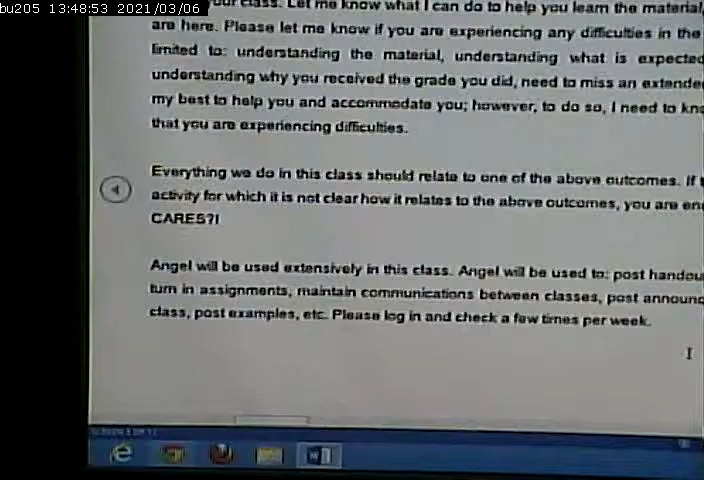 bu205 13:48:53 2021/03/06
your class. Let me know what I can do to help you learn the material,
are here. Please let me know if you are experiencing any difficulties in the
limited to: understanding the material, understanding what is expected
understanding why you received the grade you did, need to miss an extende
my best to help you and accommodate you; however, to do so, I need to kno
that you are experiencing difficulties.
Everything we do in this class should relate to one of the above outcomes. If
activity for which it is not clear how it relates to the above outcomes, you are en
CARES?!
Angel will be used extensively in this class. Angel will be used to: post handou
turn in assignments, maintain communications between classes, post announc
class, post examples, etc. Please log in and check a few times per week.